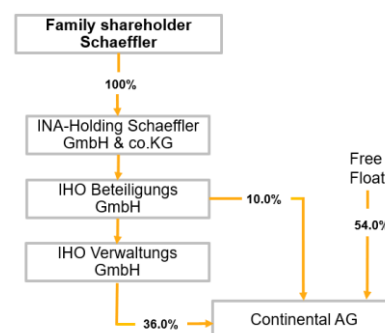 Family shareholder
Schaeffler
100%
INA-Holding Schaeffler
GmbH & co.KG
Free
Float
IHO Beteiligungs
GmbH
10.0%
54.0%
IHO Verwaltungs
GmbH
36.0%
Continental AG